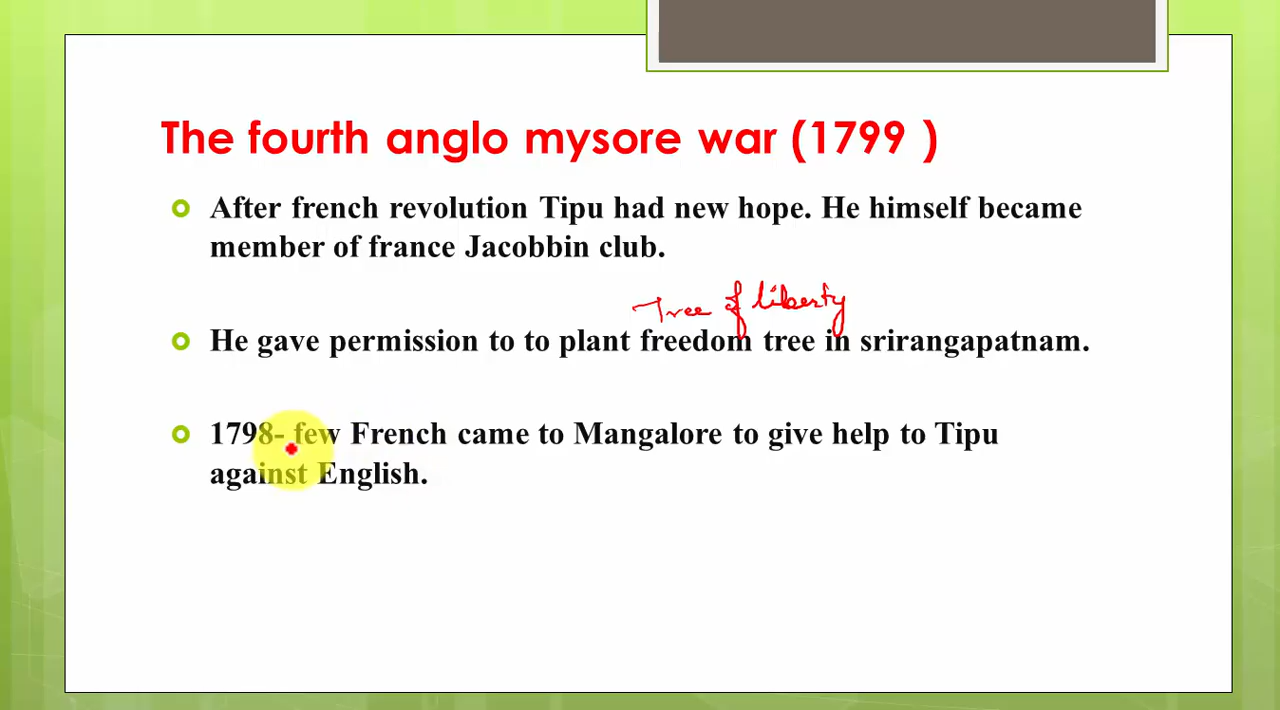 The fourth anglo mysore war (1799 )
After french revolution Tipu had new hope. He himself became
member of france Jacobbin club.
Tree of liberty
He gave permission to to plant freedom tree in srirangapatnam.
1798- few French came to Mangalore to give help to Tipu
against English.